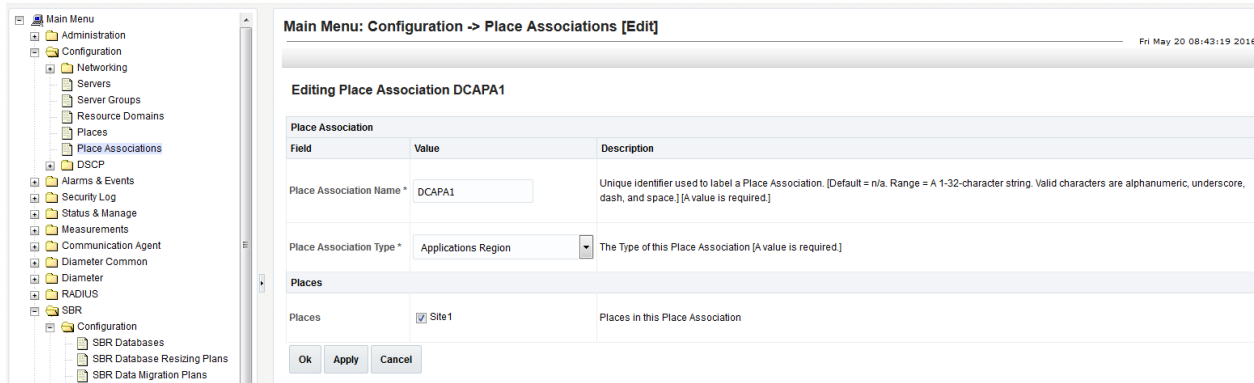 Main Menu
Administration
Configuration
Networking
Servers
Server Groups
Resource Domains
Places
Place Associations
DSCP
Alarms & Events
Security Log
Status & Manage
Measurements
Communication Agent
Diameter Common
Diameter
RADIUS
SBR
Configuration
SBR Databases
SBR Database Resizing Plans
SBR Data Migration Plans
Main Menu: Configuration -> Place Associations [Edit]
Fri May 20 08:43:19 2016
Editing Place Association DCAPA1
Place Association
Field Value Description
Place Association Name * DCAPA1 Unique identifier used to label a Place Association. [Default = n/a. Range = A 1-32-character string. Valid characters are alphanumeric, underscore,
dash, and space.] [A value is required.]
Place Association Type * Applications Region The Type of this Place Association [A value is required.]
Places
Places Site1 Places in this Place Association
Ok Apply Cancel